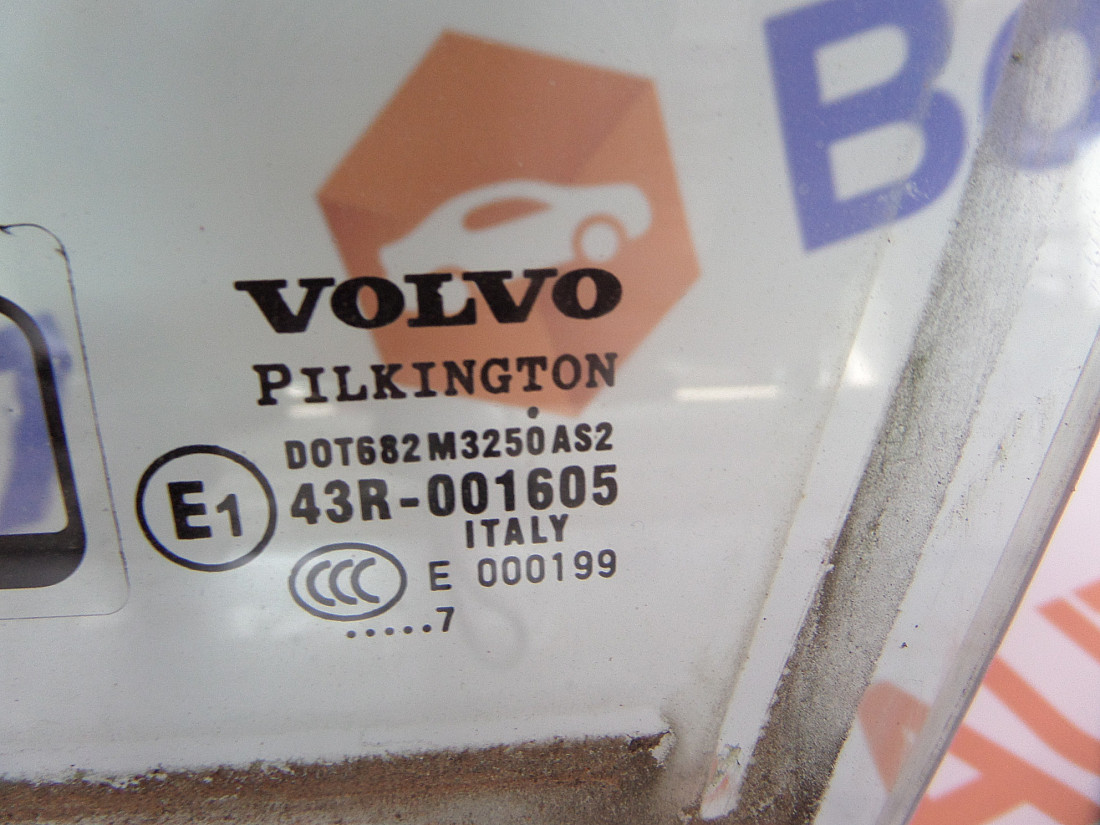 VOLVO
PILKINGTON
DOT682 M3250 AS2
E1
43R-001605
ITALY
CCC E 000199
.....7